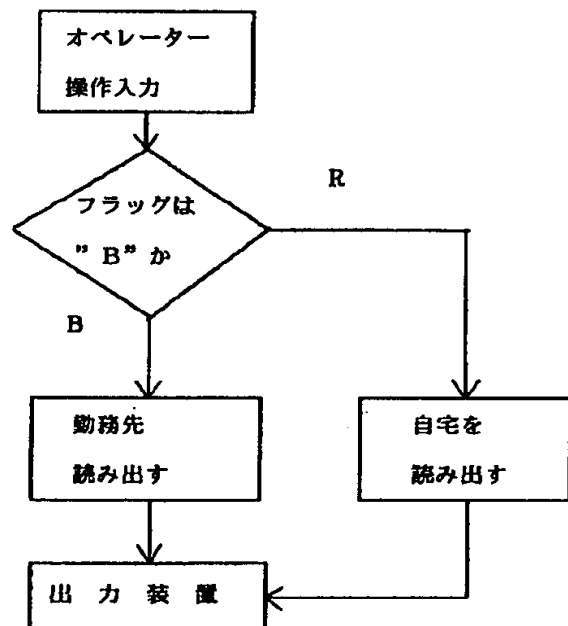 オペレーター
操作入力
フラッグは
”B”か
R
B
勤務先
読み出す
自宅を
読み出す
出力装置